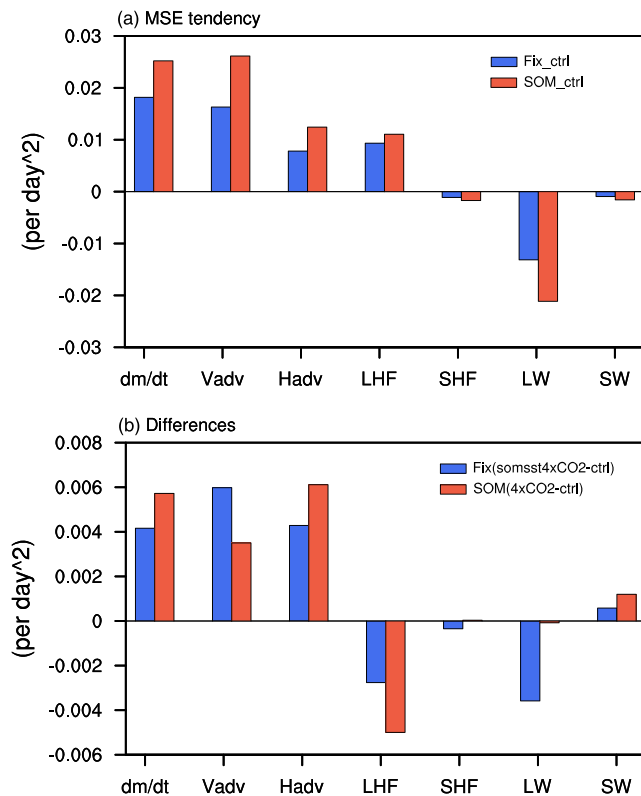 (a) MSE tendency
0.03
0.02
0.01
0
-0.01
-0.02
-0.03
(per day^2)
Fix_ctrl
SOM_ctrl
dm/dt Vadv Hadv LHF SHF LW SW
(b) Differences
0.008
0.006
0.004
0.002
0
-0.002
-0.004
-0.006
(per day^2)
Fix(somsst4xCO2-ctrl)
SOM(4xCO2-ctrl)
dm/dt Vadv Hadv LHF SHF LW SW